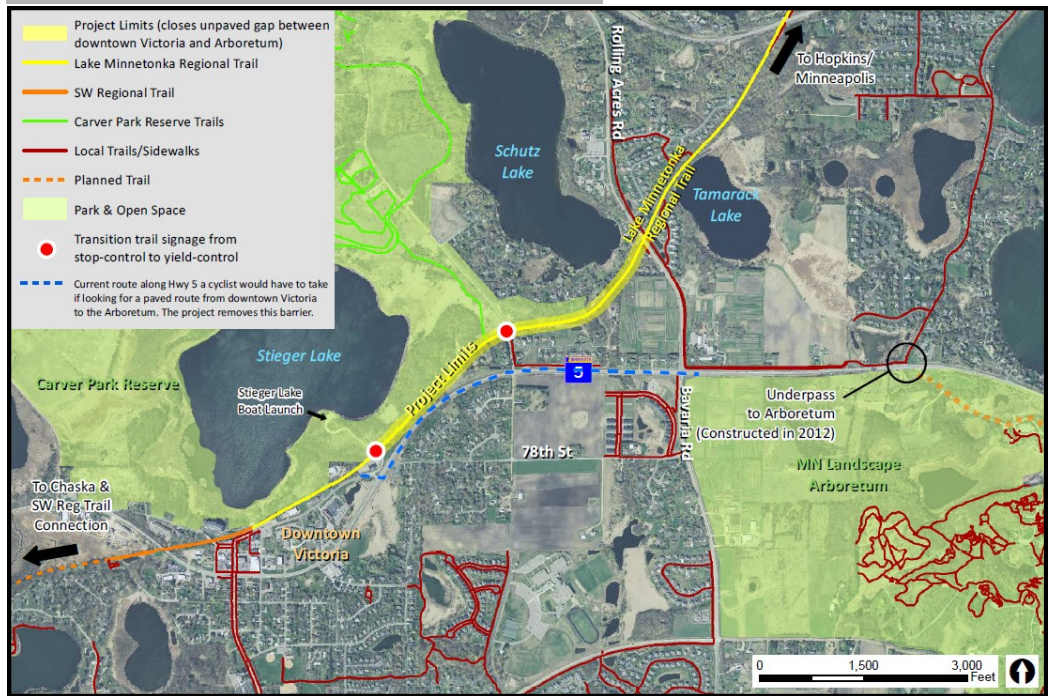 Project Limits (closes unpaved gap between
downtown Victoria and Arboretum)
Lake Minnetonka Regional Trail
SW Regional Trail
Carver Park Reserve Trails
Local Trails/Sidewalks
Planned Trail
Park & Open Space
Transition trail signage from
stop-control to yield-control
Current route along Hwy 5 a cyclist would have to take
if looking for a paved route from downtown Victoria
to the Arboretum. The project removes this barrier.
Rolling Acres Rd
To Hopkins/
Minneapolis
Schutz
Lake
Lake Minnetonka
Regional Trail
Tamarack
Lake
Stieger Lake
Project Limits
MINNESOTA
5
Carver Park Reserve
Stieger Lake
Boat Launch
Underpass
to Arboretum
(Constructed in 2012)
Bavaria Rd
78th St
MN Landscape
Arboretum
To Chaska &
SW Reg Trail
Connection
Downtown
Victoria
0 1,500 3,000
Feet